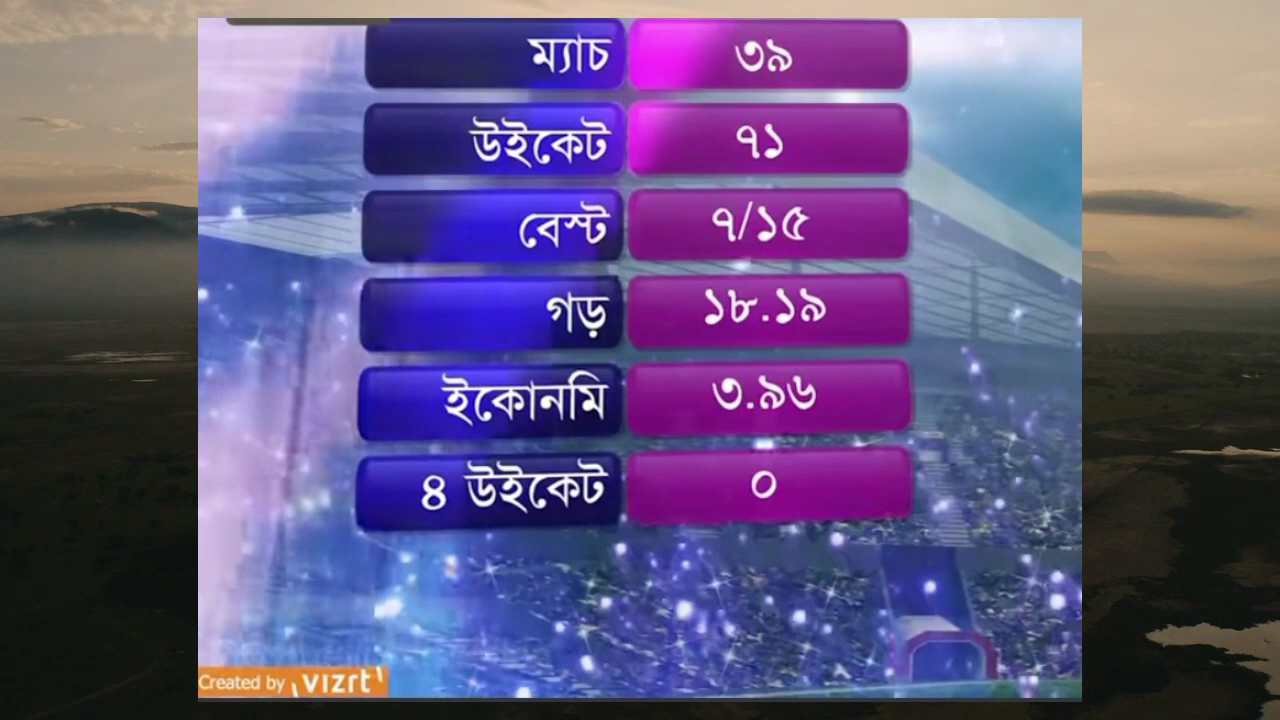 ম্যাচ ৩৯
উইকেট ৭১
বেস্ট ৭/১৫
গড় ১৮.১৯
ইকোনমি ৩.৯৬
৪ উইকেট ০
Created by vizrt